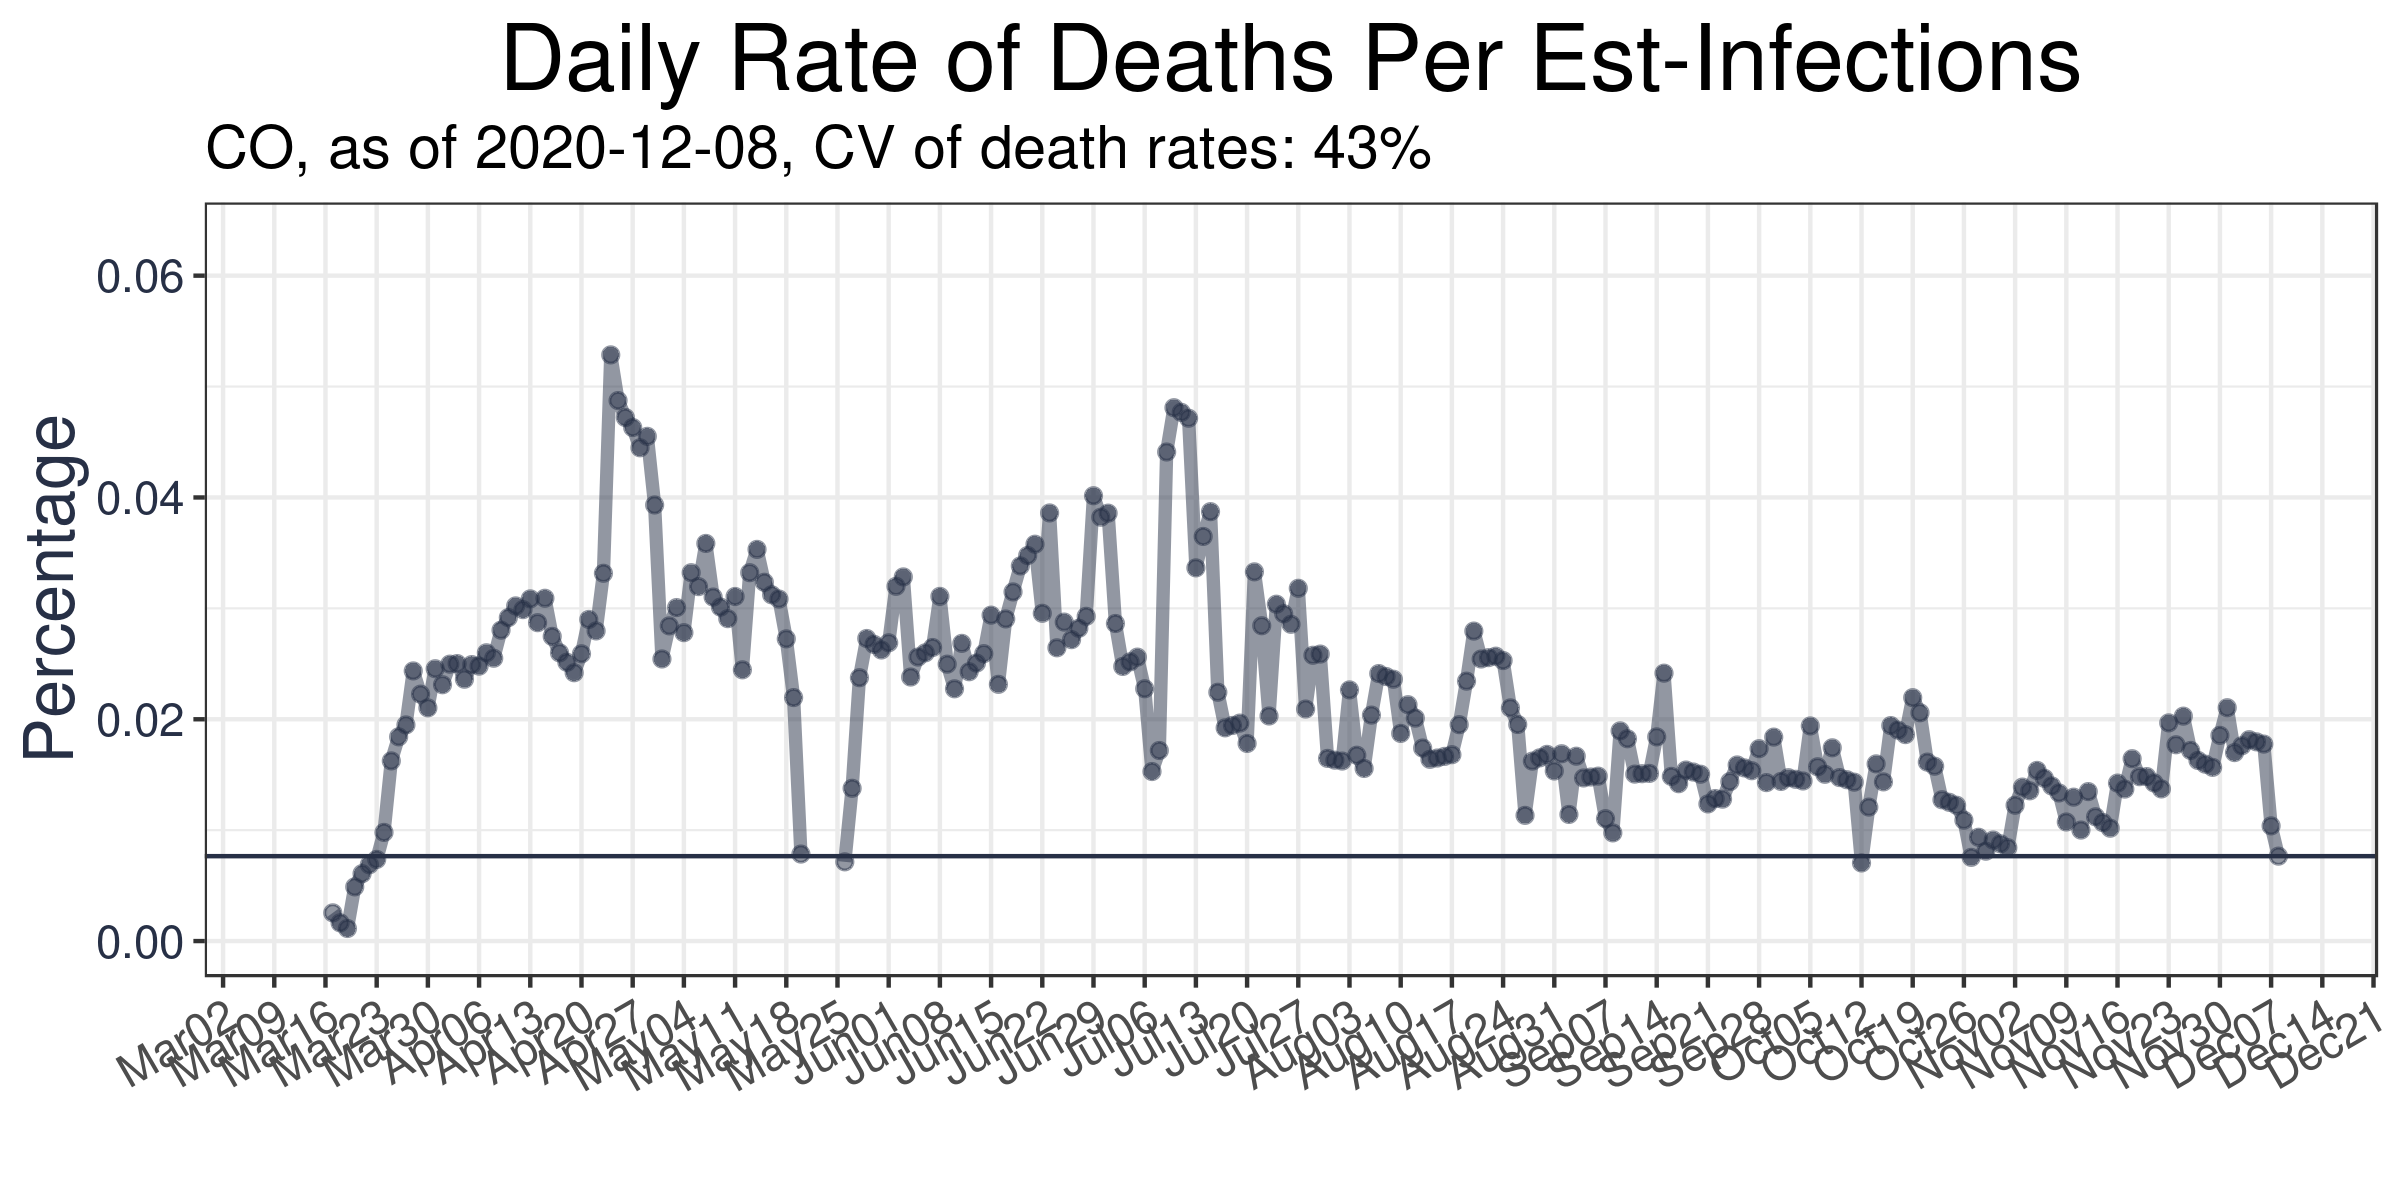 Daily Rate of Deaths Per Est-Infections
CO, as of 2020-12-08, CV of death rates: 43%
Percentage
0.06
0.04
0.02
0.00
Mar02
Mar09
Mar16
Mar23
Mar30
Apr06
Apr13
Apr20
Apr27
May04
May11
May18
May25
Jun01
Jun08
Jun15
Jun22
Jun29
Jul06
Jul13
Jul20
Jul27
Aug03
Aug10
Aug17
Aug24
Aug31
Sep07
Sep14
Sep21
Sep28
Oct05
Oct12
Oct19
Oct26
Nov02
Nov09
Nov16
Nov23
Nov30
Dec07
Dec14
Dec21